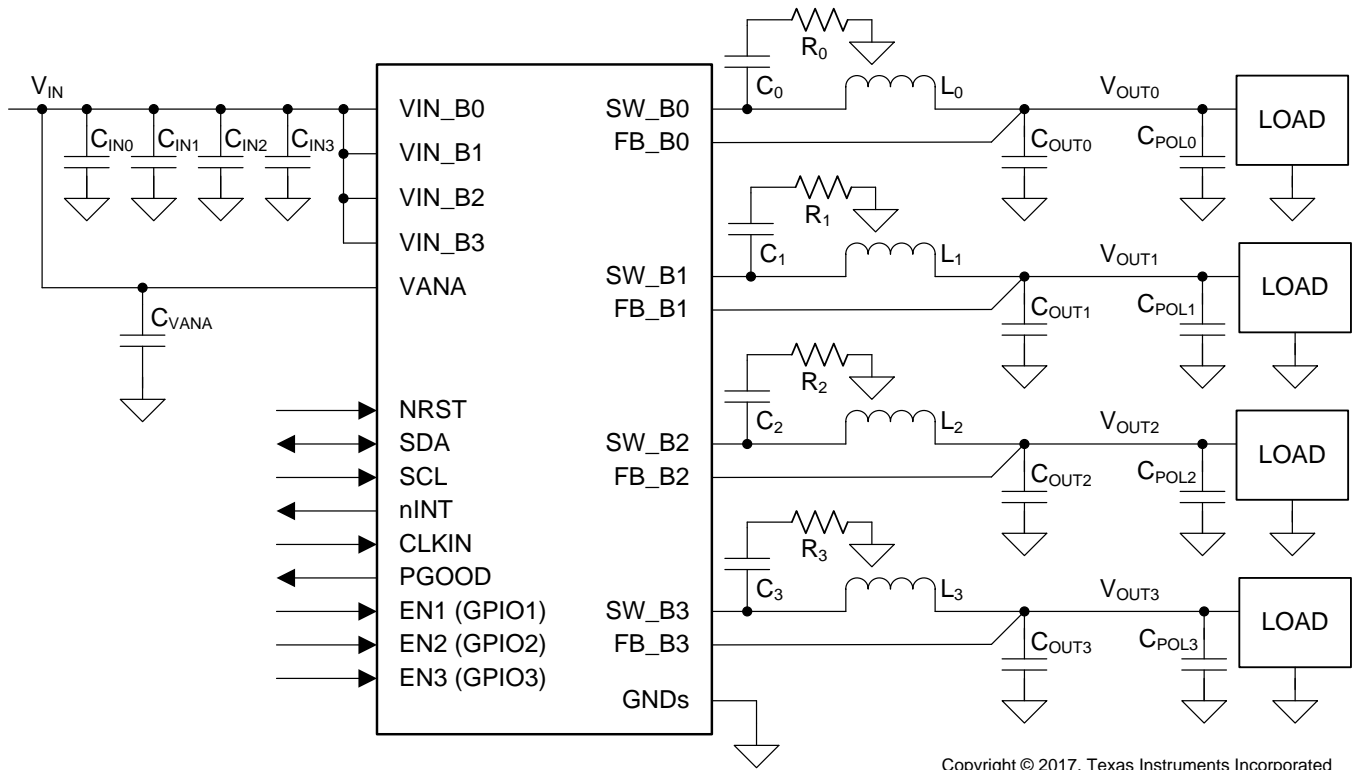 V_IN
C_IN0
C_IN1
C_IN2
C_IN3
C_VANA
VIN_B0
VIN_B1
VIN_B2
VIN_B3
VANA
NRST
SDA
SCL
nINT
CLKIN
PGOOD
EN1 (GPIO1)
EN2 (GPIO2)
EN3 (GPIO3)
SW_B0
FB_B0
SW_B1
FB_B1
SW_B2
FB_B2
SW_B3
FB_B3
GNDs
R_0
C_0
L_0
V_OUT0
C_OUT0
C_POL0
LOAD
R_1
C_1
L_1
V_OUT1
C_OUT1
C_POL1
LOAD
R_2
C_2
L_2
V_OUT2
C_OUT2
C_POL2
LOAD
R_3
C_3
L_3
V_OUT3
C_OUT3
C_POL3
LOAD
Copyright © 2017, Texas Instruments Incorporated